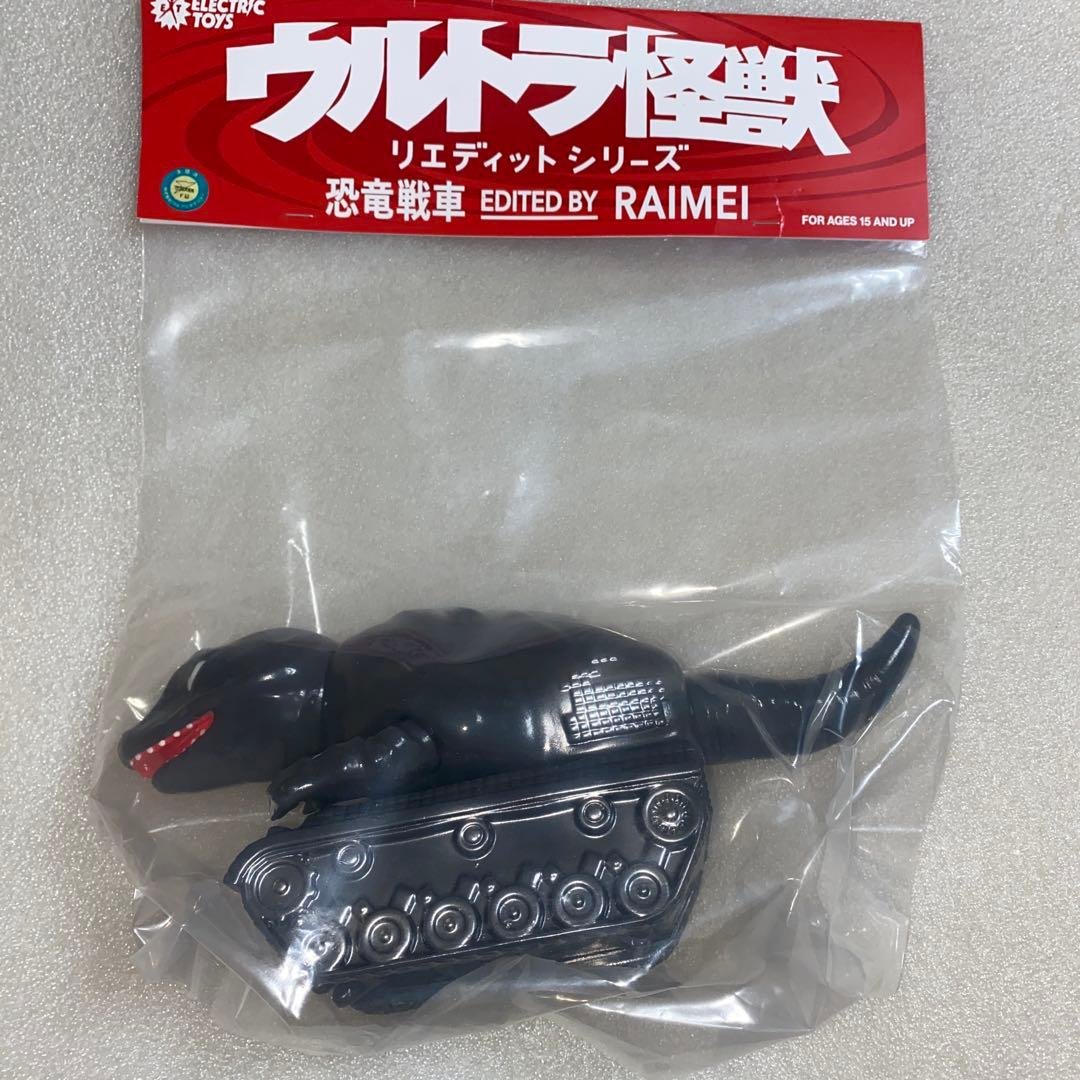 ELECTRIC
TOYS
ウルトラ怪獣
リエディット シリーズ
恐竜戦車 EDITED BY RAIMEI
FOR AGES 15 AND UP